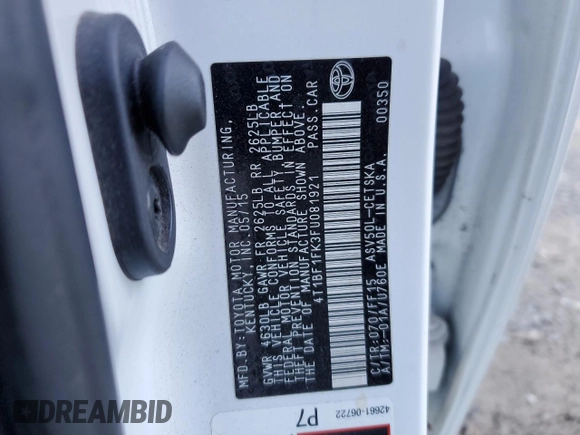 MFD.BY:TOYOTA MOTOR MANUFACTURING,
KENTUCKY, INC.05/15
GVWR 4630LB GAWR FR 2625LB RR 2625LB
THIS VEHICLE CONFORMS TO ALL APPLICABLE
FEDERAL MOTOR VEHICLE SAFETY BUMPER AND
THEFT PREVENTION STANDARDS IN EFFECT ON
THE DATE OF MANUFACTURE SHOWN ABOVE.
4T1BF1FK3FU081921 PASS.CAR
C/TR:070/FF15 ASV50L-CETSKA
A/TM:-01A/U760E MADE IN U.S.A. 00350
TOYOTA
42661-06722
P7
DREAMBID